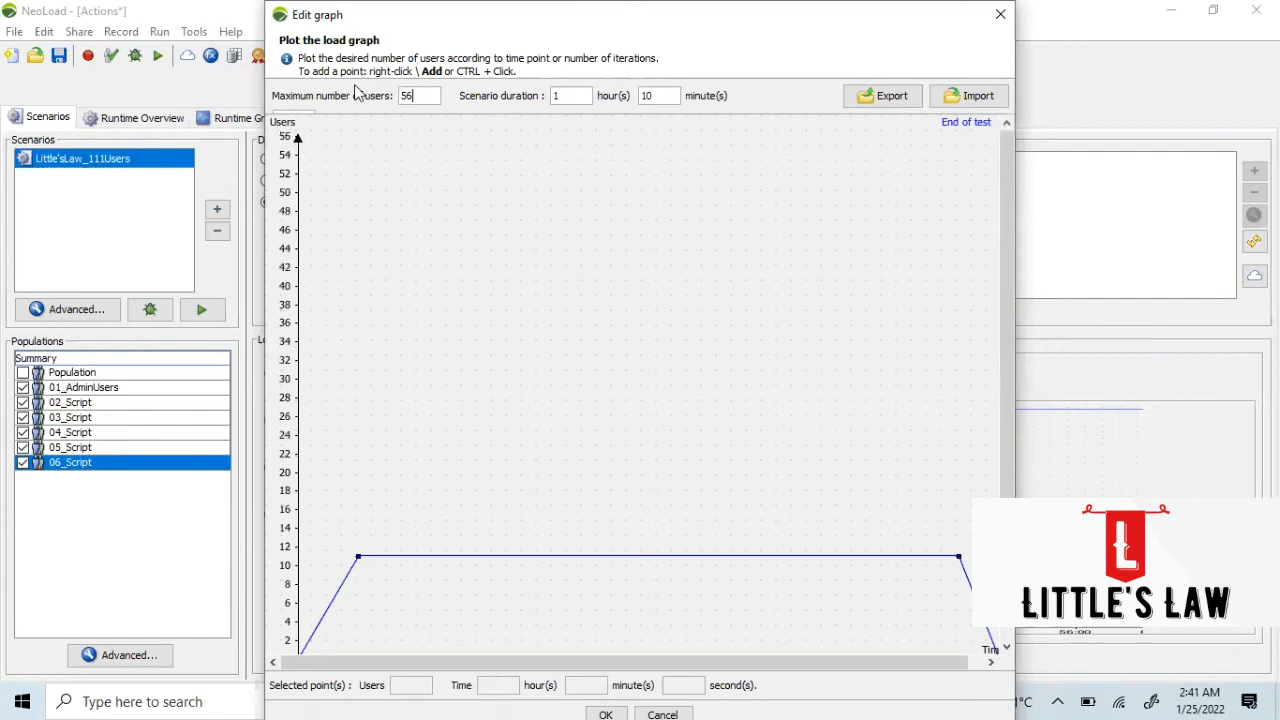 NeoLoad - [Actions*]
File Edit Share Record Run Tools Help
Scenarios
Runtime Overview
Runtime Gr
Scenarios
Little'sLaw_111Users
+
−
Advanced...
Populations
Summary
Population
01_AdminUsers
02_Script
03_Script
04_Script
05_Script
06_Script
Advanced...
Edit graph
Plot the load graph
Plot the desired number of users according to time point or number of iterations.
To add a point: right-click \ Add or CTRL + Click.
Maximum number users: 56
Scenario duration : 1 hour(s) 10 minute(s)
Export
Import
Users
End of test
56
54
52
50
48
46
44
42
40
38
36
34
32
30
28
26
24
22
20
18
16
14
12
10
8
6
4
2
Tim
Selected point(s) : Users Time hour(s) minute(s) second(s).
OK
Cancel
+
−
L
LITTLE'S LAW
Type here to search
1°C
2:41 AM
1/25/2022